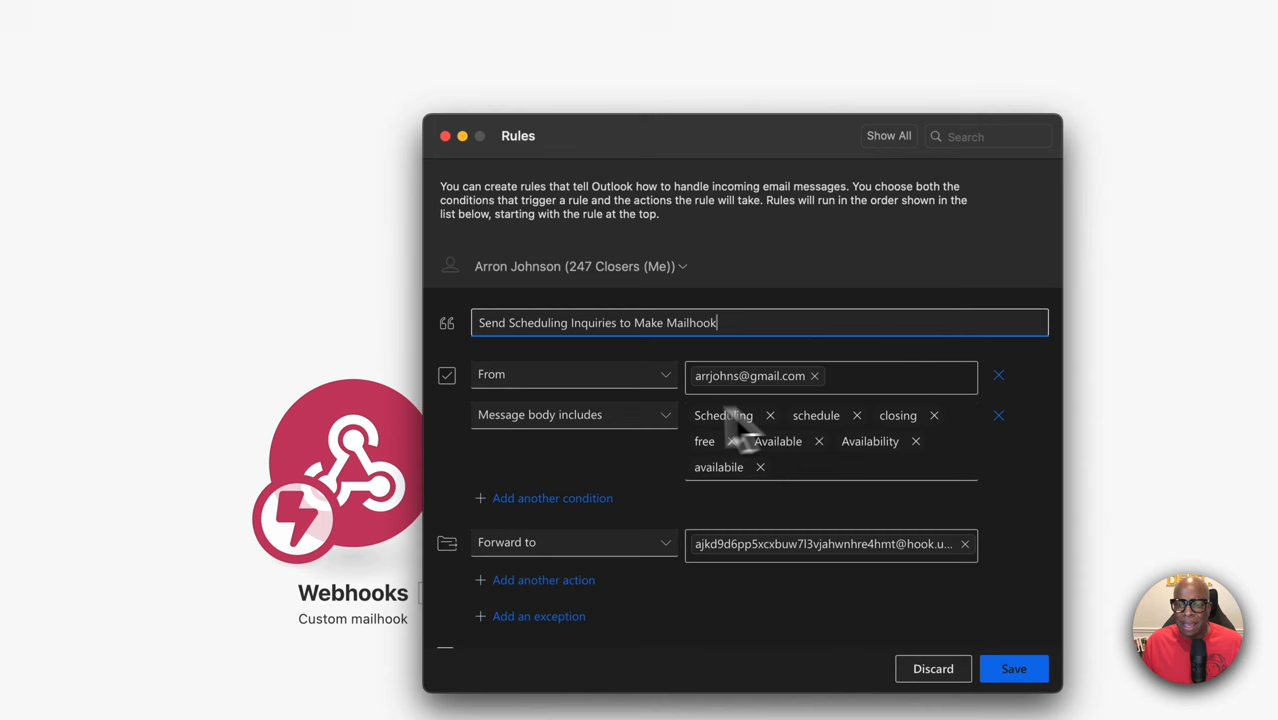 Rules
Show All
Search
You can create rules that tell Outlook how to handle incoming email messages. You choose both the
conditions that trigger a rule and the actions the rule will take. Rules will run in the order shown in the
list below, starting with the rule at the top.
Arron Johnson (247 Closers (Me))
Send Scheduling Inquiries to Make Mailhook
From
arrjohns@gmail.com
Message body includes
Scheduling schedule closing
free Available Availability
availabile
+ Add another condition
Forward to
ajkd9d6pp5xcxbuw7l3vjahwnhre4hmt@hook.u...
+ Add another action
+ Add an exception
Discard
Save
Webhooks
Custom mailhook